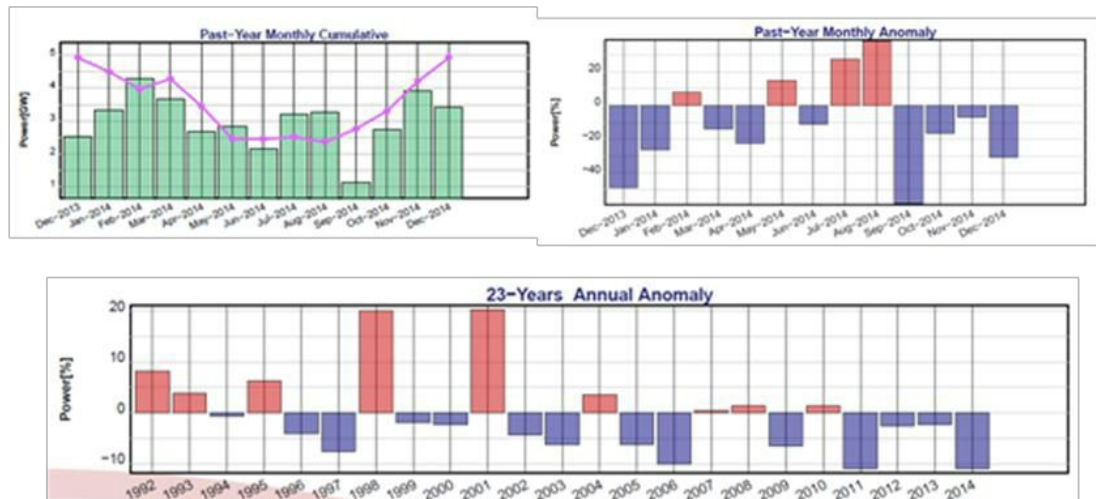 Past-Year Monthly Cumulative
Power[GW]
5
4
3
2
1
Dec-2013
Jan-2014
Feb-2014
Mar-2014
Apr-2014
May-2014
Jun-2014
Jul-2014
Aug-2014
Sep-2014
Oct-2014
Nov-2014
Dec-2014
Past-Year Monthly Anomaly
Power[%]
20
0
-20
-40
Dec-2013
Jan-2014
Feb-2014
Mar-2014
Apr-2014
May-2014
Jun-2014
Jul-2014
Aug-2014
Sep-2014
Oct-2014
Nov-2014
Dec-2014
23-Years Annual Anomaly
Power[%]
20
10
0
-10
1992
1993
1994
1995
1996
1997
1998
1999
2000
2001
2002
2003
2004
2005
2006
2007
2008
2009
2010
2011
2012
2013
2014